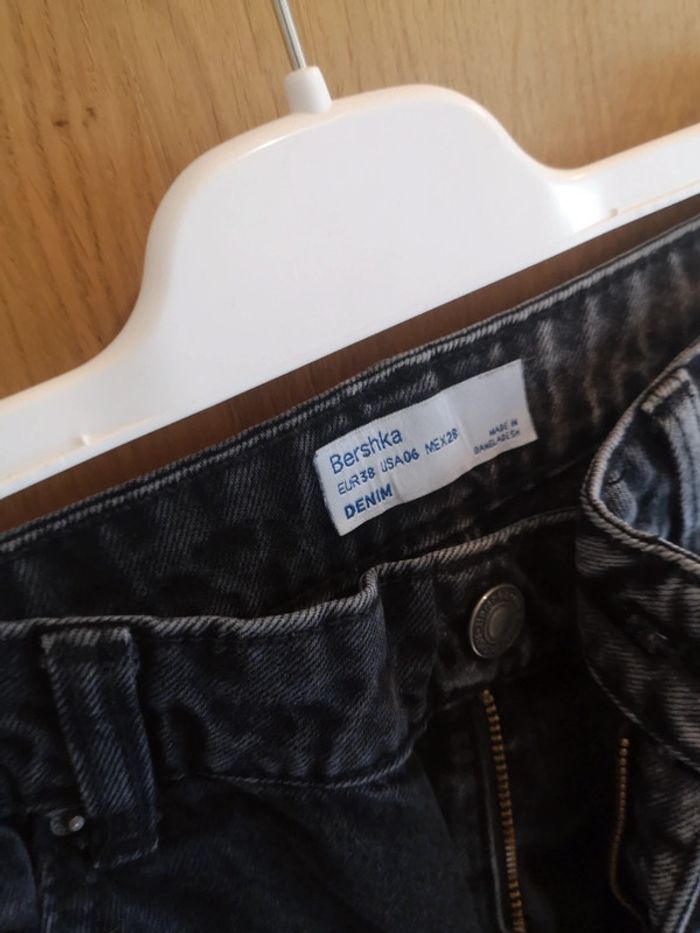 Bershka
EUR38 USA06 MEX28
DENIM
MADE IN
BANGLADESH